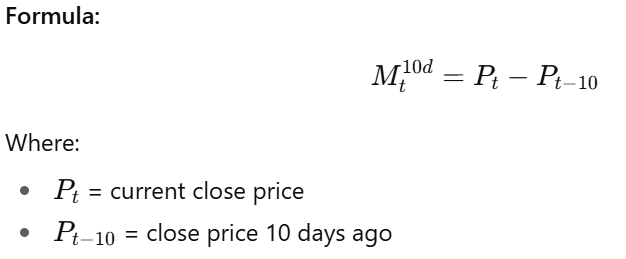 Formula:
M_t^{10d} = P_t − P_{t−10}
Where:
• P_t = current close price
• P_{t−10} = close price 10 days ago